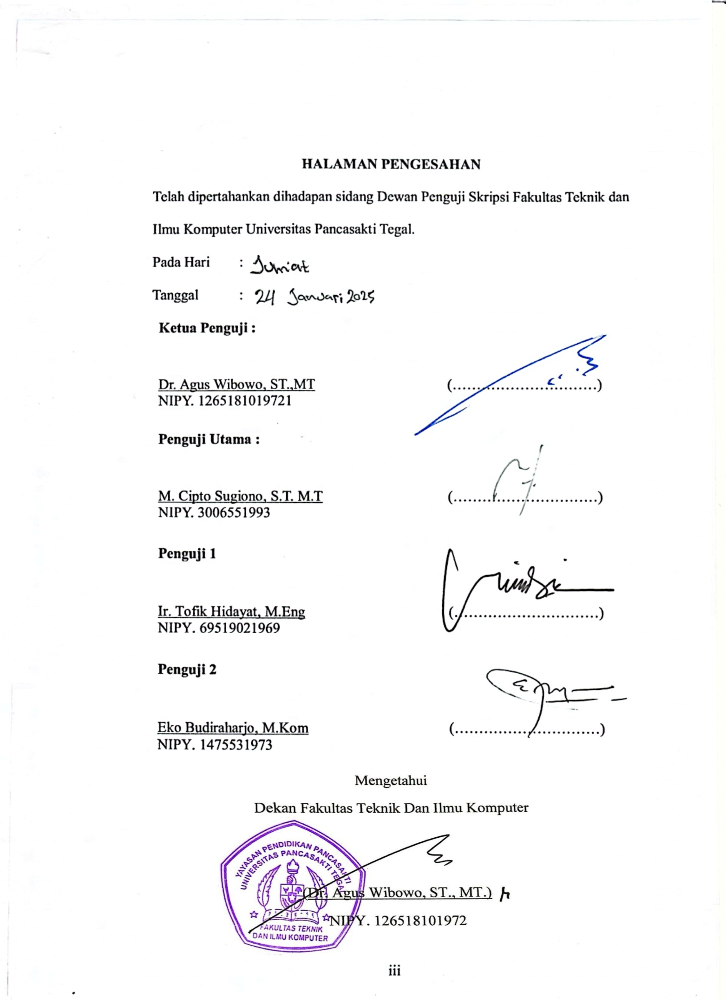 HALAMAN PENGESAHAN
Telah dipertahankan dihadapan sidang Dewan Penguji Skripsi Fakultas Teknik dan
Ilmu Komputer Universitas Pancasakti Tegal.
Pada Hari : Jum'at
Tanggal : 24 Januari 2025
Ketua Penguji :
Dr. Agus Wibowo, ST.,MT (................................)
NIPY. 1265181019721
Penguji Utama :
M. Cipto Sugiono, S.T. M.T (................................)
NIPY. 3006551993
Penguji 1
Ir. Tofik Hidayat, M.Eng (................................)
NIPY. 69519021969
Penguji 2
Eko Budiraharjo, M.Kom (................................)
NIPY. 1475531973
Mengetahui
Dekan Fakultas Teknik Dan Ilmu Komputer
YAYASAN PENDIDIKAN PANCASAKTI
UNIVERSITAS PANCASAKTI TEGAL
(Dr. Agus Wibowo, ST., MT.)
NIPY. 126518101972
FAKULTAS TEKNIK
DAN ILMU KOMPUTER
iii